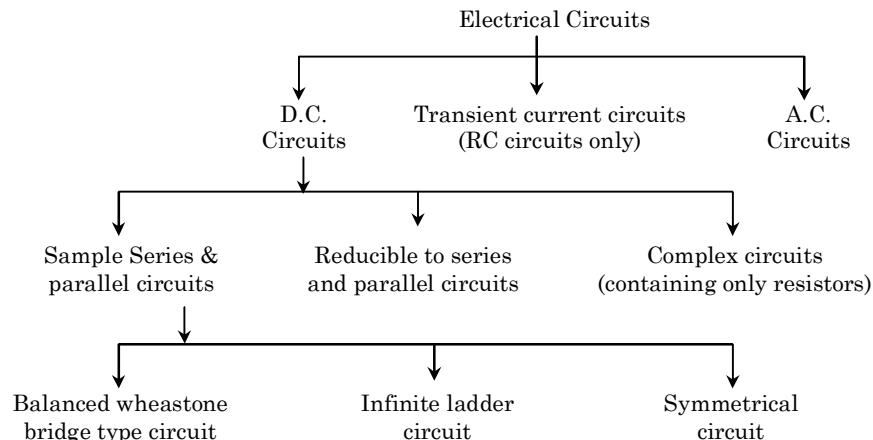 Electrical Circuits
D.C.
Circuits
Transient current circuits
(RC circuits only)
A.C.
Circuits
Sample Series &
parallel circuits
Reducible to series
and parallel circuits
Complex circuits
(containing only resistors)
Balanced wheastone
bridge type circuit
Infinite ladder
circuit
Symmetrical
circuit